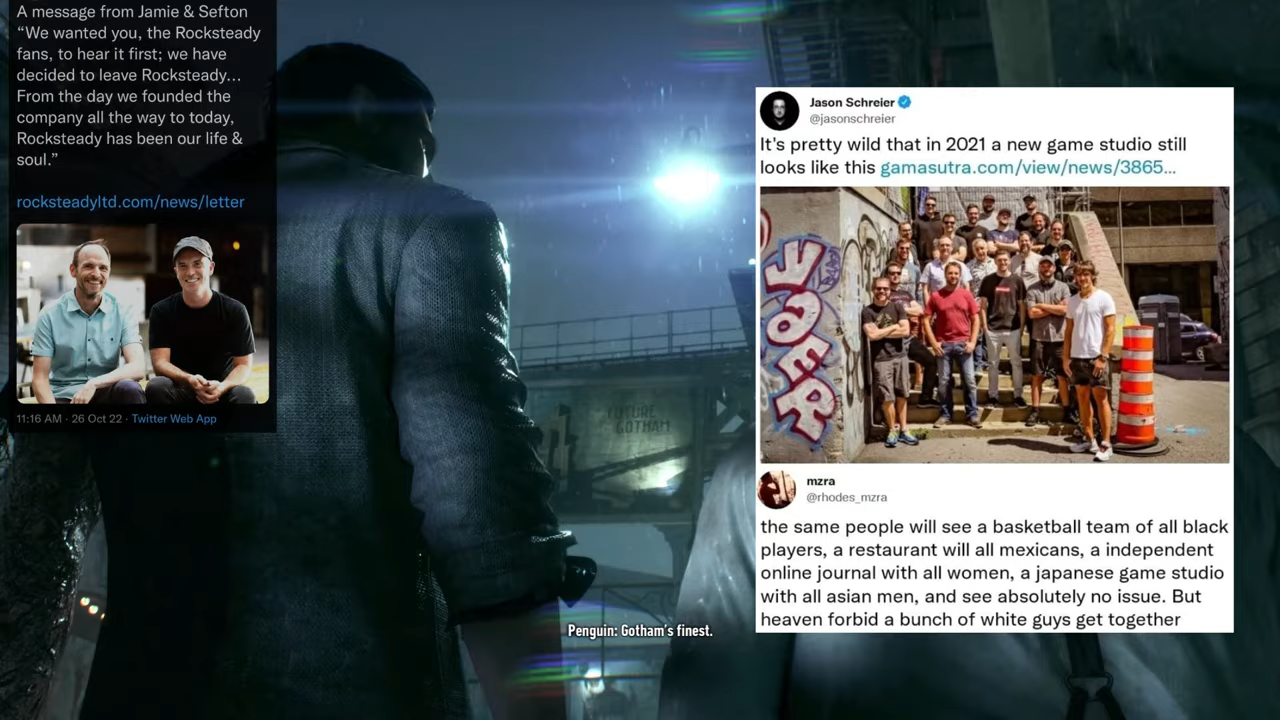 A message from Jamie & Sefton
“We wanted you, the Rocksteady
fans, to hear it first; we have
decided to leave Rocksteady…
From the day we founded the
company all the way to today,
Rocksteady has been our life &
soul.”
rocksteadyltd.com/news/letter
11:16 AM · 26 Oct 22 · Twitter Web App
Jason Schreier
@jasonschreier
It's pretty wild that in 2021 a new game studio still
looks like this gamasutra.com/view/news/3865…
mzra
@rhodes_mzra
the same people will see a basketball team of all black
players, a restaurant will all mexicans, a independent
online journal with all women, a japanese game studio
with all asian men, and see absolutely no issue. But
heaven forbid a bunch of white guys get together
FUTURE
GOTHAM
Penguin: Gotham's finest.